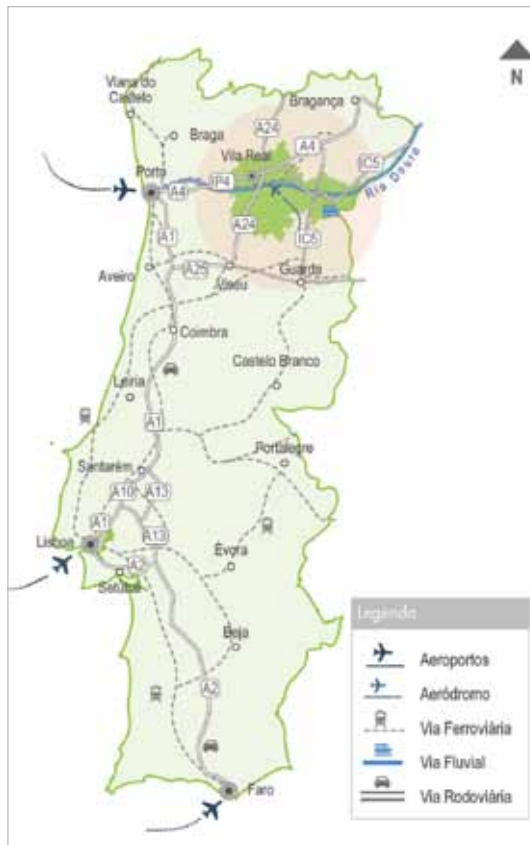 N
Viana do
Castelo
Bragança
Braga
A24
Vila Real
A4
IC5
Rio Douro
Porto
A4
IP4
A1
A24
IC5
Aveiro
A25
Viseu
Guarda
Coimbra
Castelo Branco
Leiria
A1
Portalegre
Santarém
A10
A13
A1
Lisboa
A13
A2
Setúbal
Évora
Beja
A2
Faro
Legenda
Aeroportos
Aeródromo
Via Ferroviária
Via Fluvial
Via Rodoviária